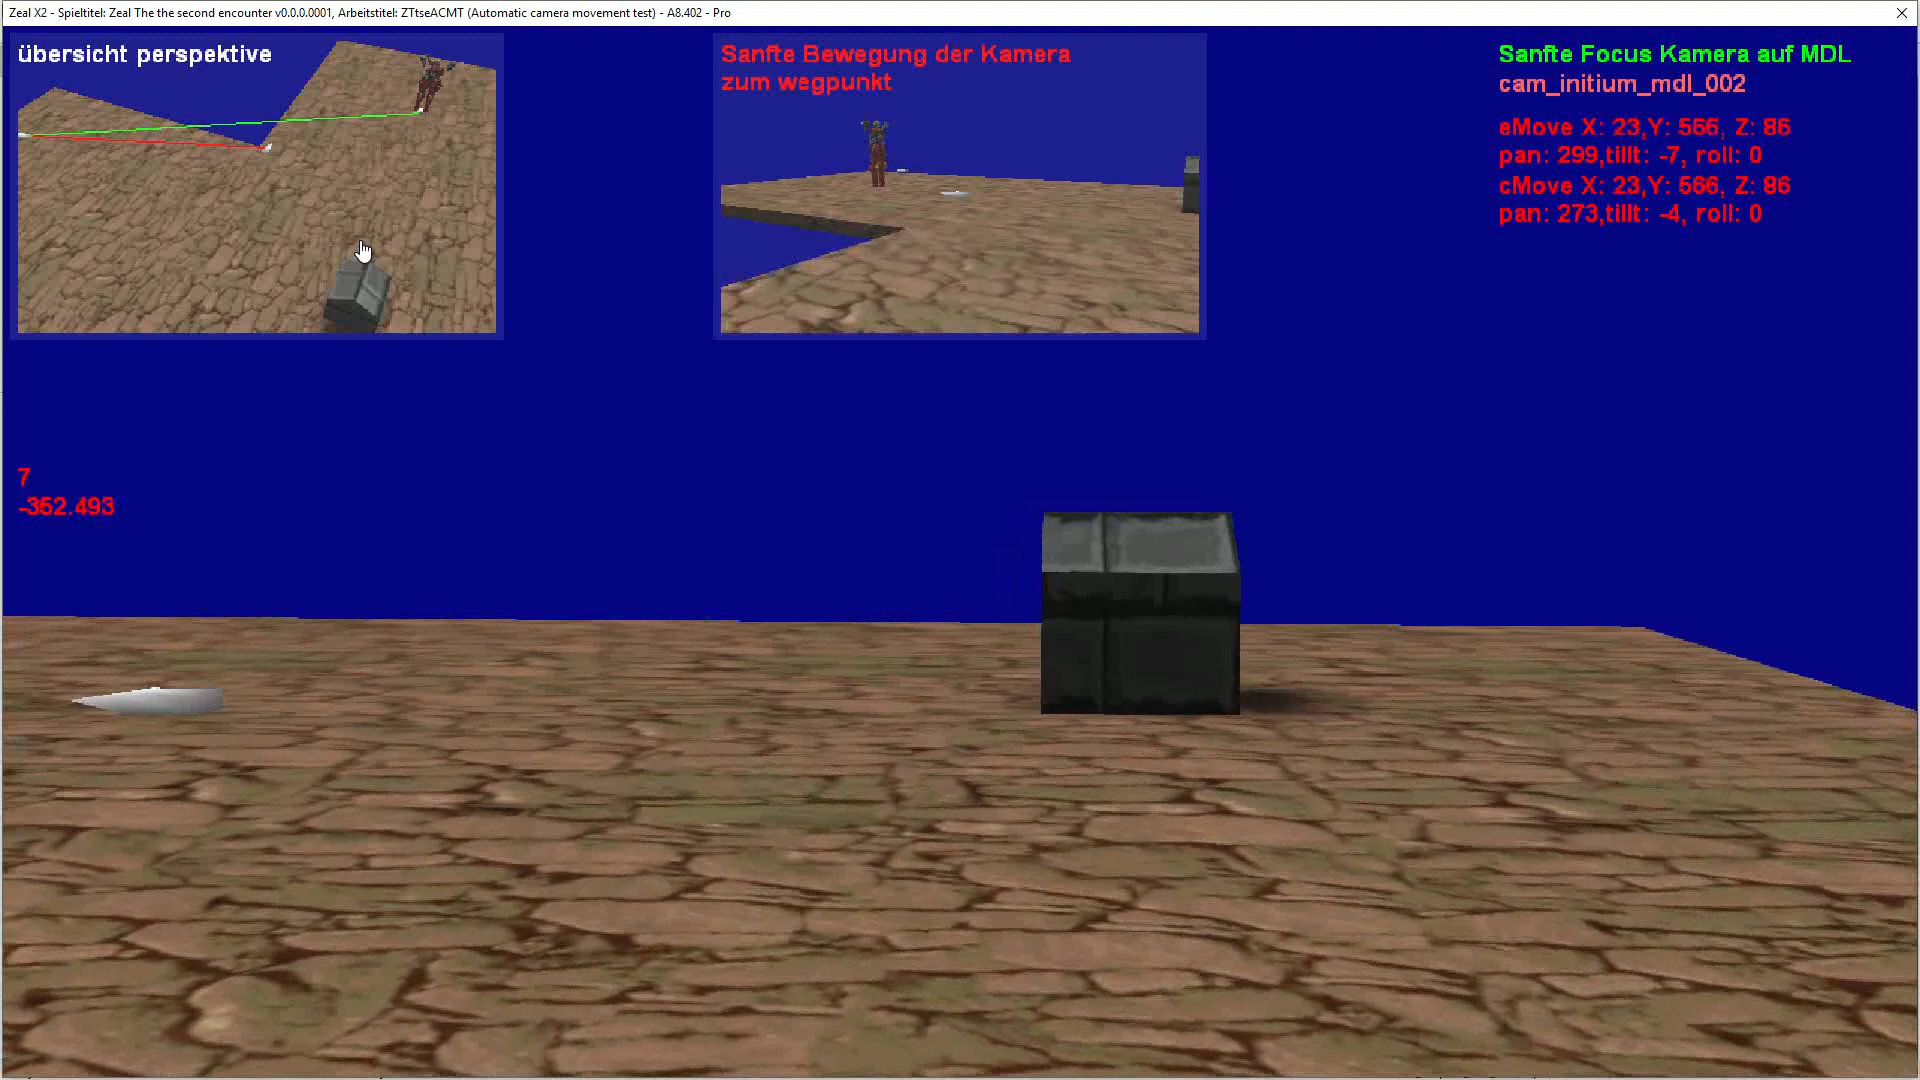 Zeal X2 - Spieltitel: Zeal The the second encounter v0.0.0.0001, Arbeitstitel: ZTtseACMT (Automatic camera movement test) - A8.402 - Pro
übersicht perspektive
Sanfte Bewegung der Kamera
zum wegpunkt
Sanfte Focus Kamera auf MDL
cam_initium_mdl_002
eMove X: 23,Y: 566, Z: 86
pan: 299,tillt: -7, roll: 0
cMove X: 23,Y: 566, Z: 86
pan: 273,tillt: -4, roll: 0
7
-352.493